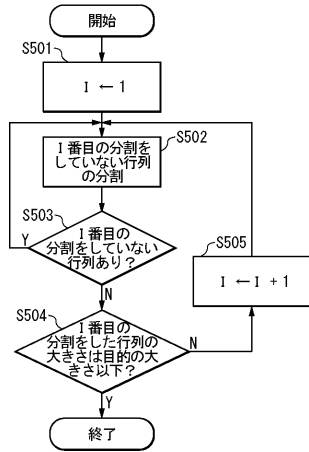 開始
S501
I ← 1
S502
I番目の分割を
していない行列
の分割
S503
I番目の
分割をしていない
行列あり?
Y
N
S505
I ← I + 1
S504
I番目の
分割をした行列の
大きさは目的の大
きさ以下?
N
Y
終了